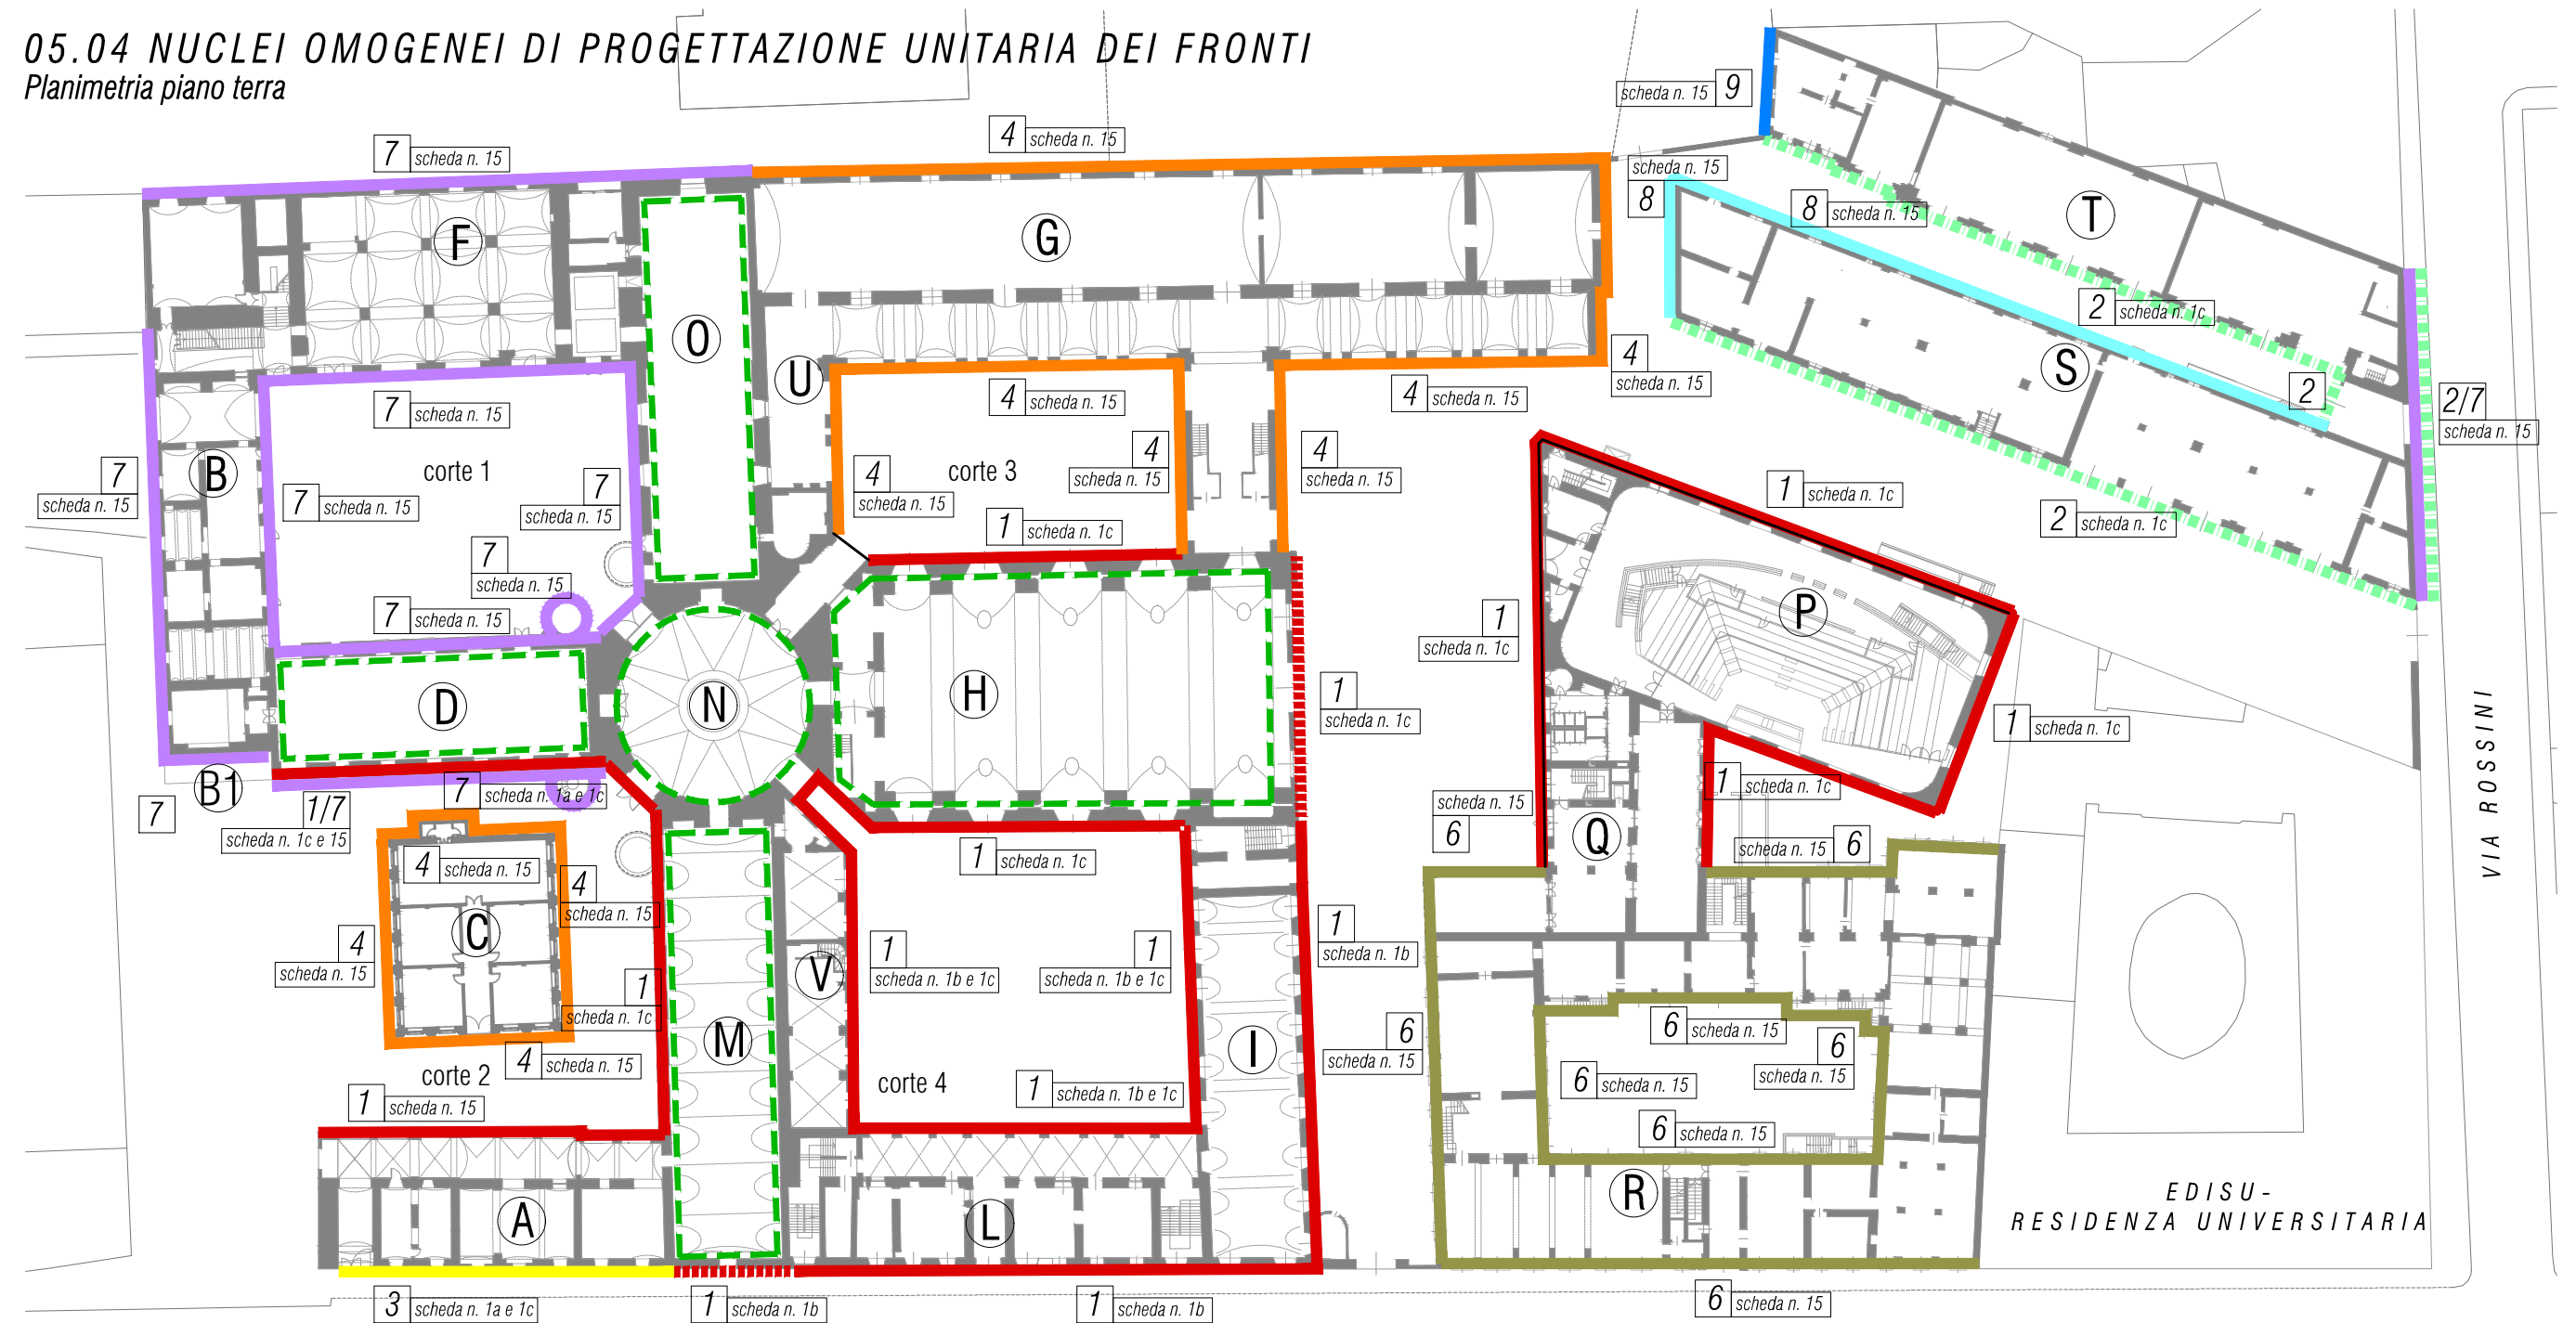 05.04 NUCLEI OMOGENEI DI PROGETTAZIONE UNITARIA DEI FRONTI
Planimetria piano terra
scheda n. 15 9
4 scheda n. 15
7 scheda n. 15
scheda n. 15
8
8 scheda n. 15
T
F
G
2 scheda n. 1c
O
U
S
4
scheda n. 15
2
7 scheda n. 15
4 scheda n. 15
4 scheda n. 15
2/7
scheda n. 15
7
scheda n. 15
B
corte 1
7 scheda n. 15
7
scheda n. 15
4
scheda n. 15
corte 3
4
scheda n. 15
4
scheda n. 15
1 scheda n. 1c
2 scheda n. 1c
1 scheda n. 1c
7
scheda n. 15
7 scheda n. 15
1
scheda n. 1c
P
D
N
H
1
scheda n. 1c
1 scheda n. 1c
VIA ROSSINI
B1
7
7 scheda n. 1a e 1c
1/7
scheda n. 1c e 15
1 scheda n. 1c
scheda n. 15
6
Q
scheda n. 15 6
4 scheda n. 15
4
scheda n. 15
1 scheda n. 1c
C
4
scheda n. 15
1
scheda n. 1c
V
1
scheda n. 1b e 1c
1
scheda n. 1b e 1c
1
scheda n. 1b
M
I
6
scheda n. 15
6 scheda n. 15
6
scheda n. 15
4 scheda n. 15
corte 2
corte 4
1 scheda n. 1b e 1c
6 scheda n. 15
1 scheda n. 15
6 scheda n. 15
A
L
R
EDISU-
RESIDENZA UNIVERSITARIA
3 scheda n. 1a e 1c
1 scheda n. 1b
1 scheda n. 1b
6 scheda n. 15